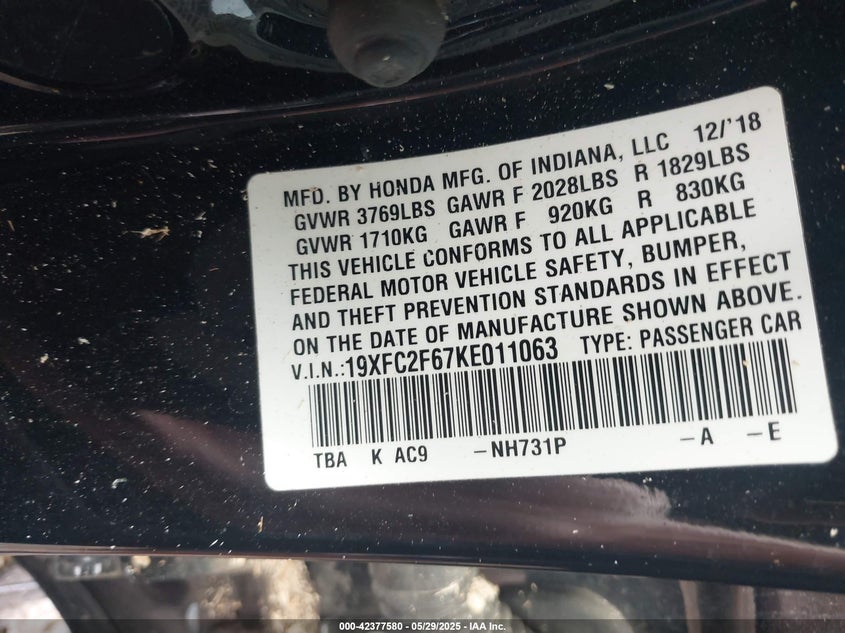 MFD. BY HONDA MFG. OF INDIANA, LLC 12/'18
GVWR 3769LBS GAWR F 2028LBS R 1829LBS
GVWR 1710KG GAWR F 920KG R 830KG
THIS VEHICLE CONFORMS TO ALL APPLICABLE
FEDERAL MOTOR VEHICLE SAFETY, BUMPER,
AND THEFT PREVENTION STANDARDS IN EFFECT
ON THE DATE OF MANUFACTURE SHOWN ABOVE.
V.I.N.:19XFC2F67KE011063 TYPE: PASSENGER CAR
TBA K AC9 -NH731P -A -E
000-42377580 - 05/29/2025 - IAA Inc.